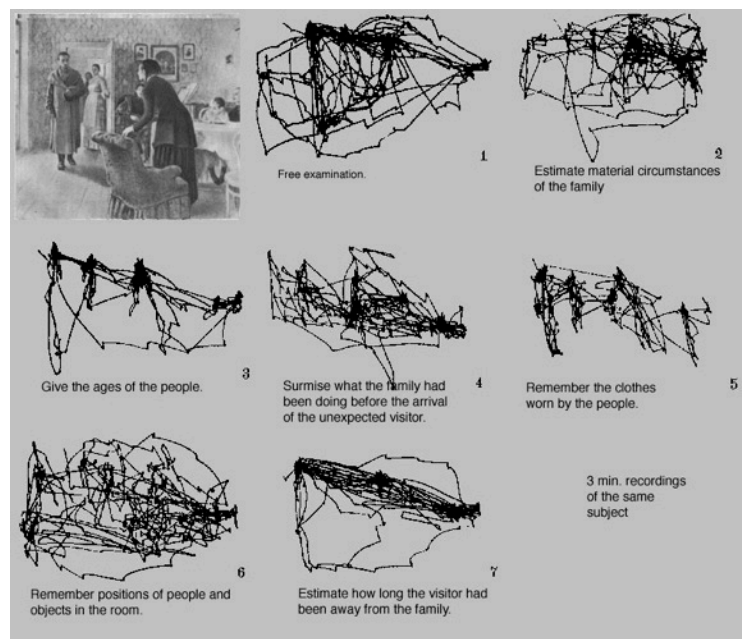 1
Free examination.
2
Estimate material circumstances
of the family
3
Give the ages of the people.
4
Surmise what the family had
been doing before the arrival
of the unexpected visitor.
5
Remember the clothes
worn by the people.
6
Remember positions of people and
objects in the room.
7
Estimate how long the visitor had
been away from the family.
3 min. recordings
of the same
subject